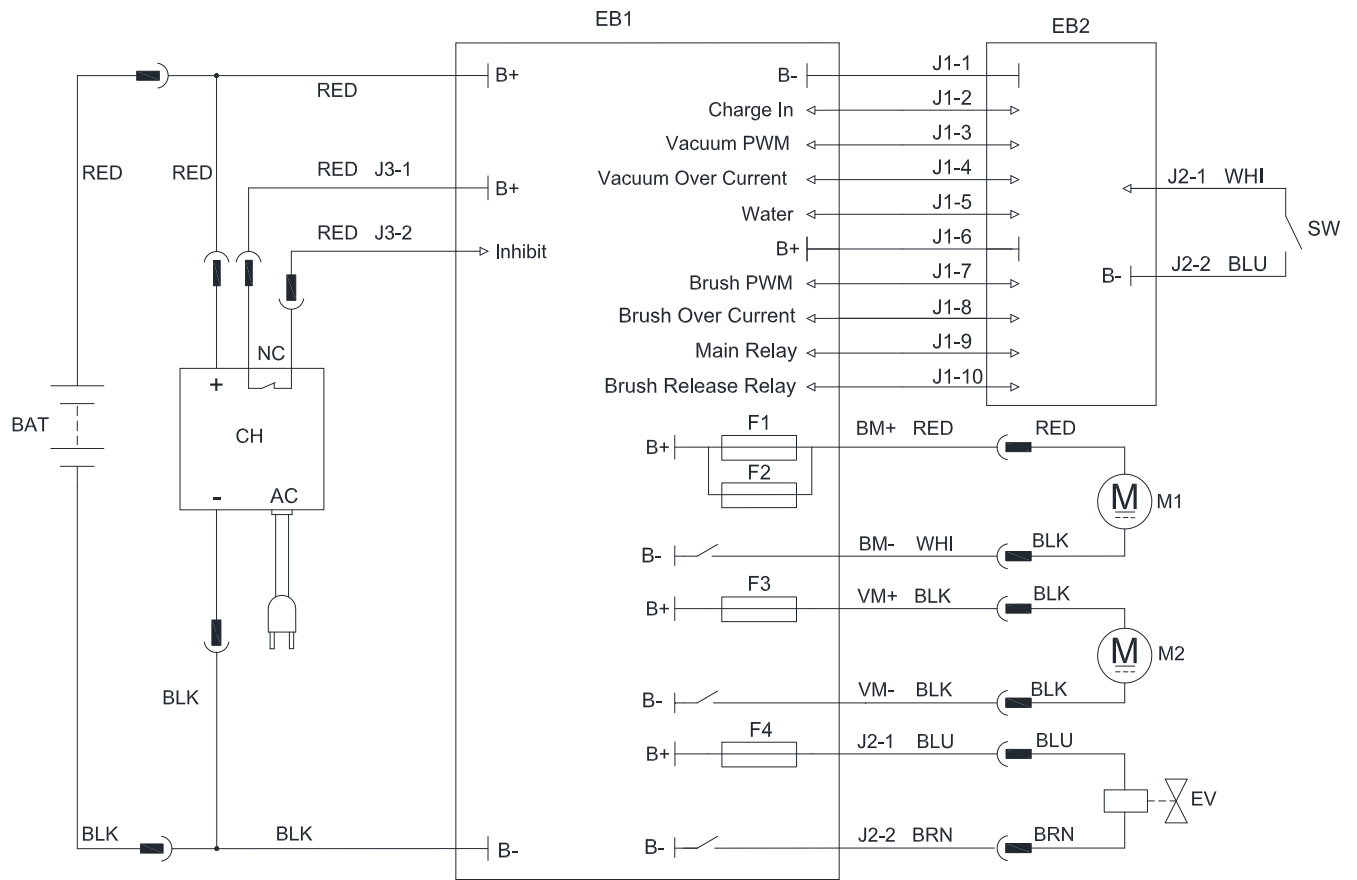 EB1
EB2
RED
B+
B-
J1-1
Charge In
J1-2
Vacuum PWM
J1-3
RED
RED
RED J3-1
B+
Vacuum Over Current
J1-4
J2-1 WHI
Water
J1-5
SW
RED J3-2
Inhibit
B+
J1-6
J2-2 BLU
B-
Brush PWM
J1-7
Brush Over Current
J1-8
Main Relay
J1-9
NC
Brush Release Relay
J1-10
+
BAT
CH
F1
BM+ RED
RED
B+
F2
-
AC
M
M1
B-
BM- WHI
BLK
F3
B+
VM+ BLK
BLK
M
M2
BLK
B-
VM- BLK
BLK
F4
B+
J2-1 BLU
BLU
EV
BLK
BLK
B-
B-
J2-2 BRN
BRN